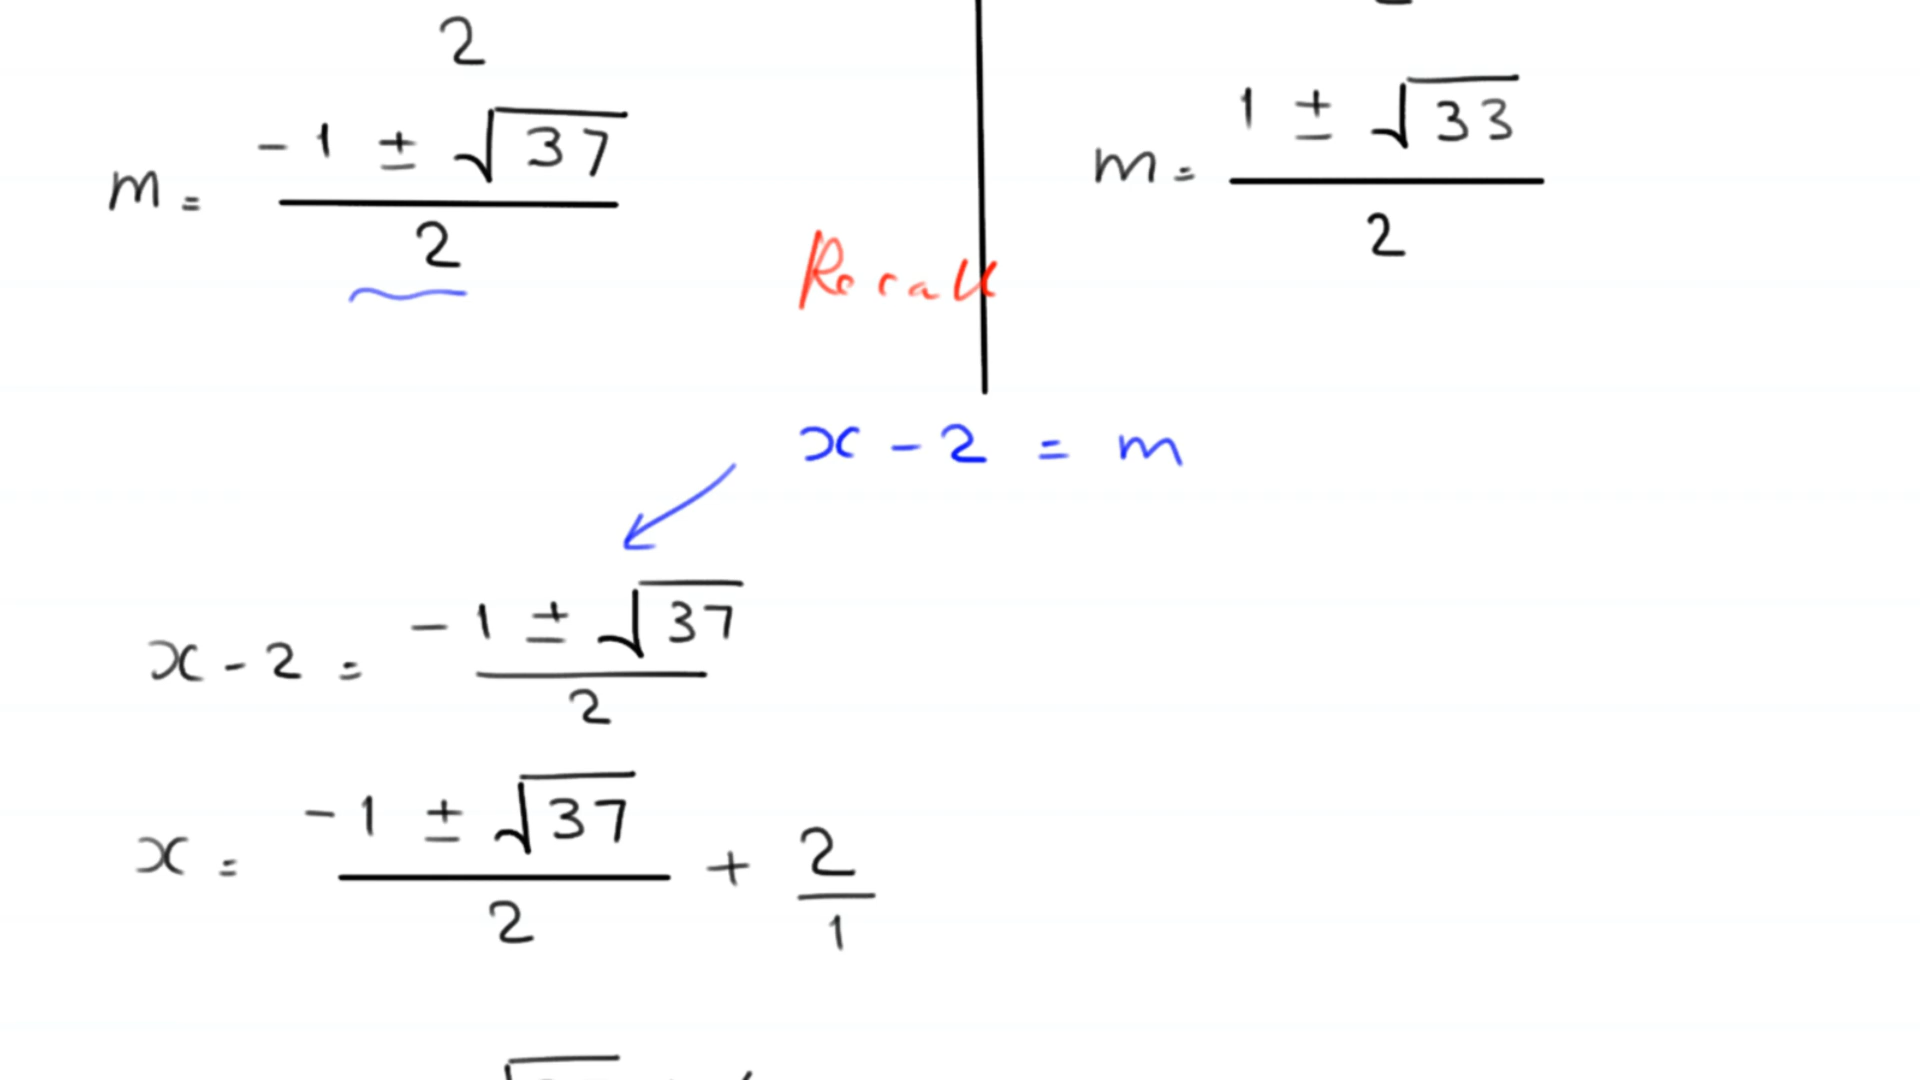 2
m = (-1 ± √37)/2
m = (1 ± √33)/2
Recall
x - 2 = m
x - 2 = (-1 ± √37)/2
x = (-1 ± √37)/2 + 2/1